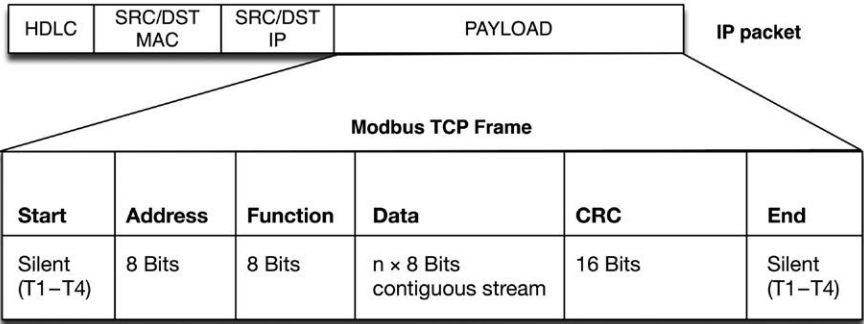 HDLC
SRC/DST
MAC
SRC/DST
IP
PAYLOAD
IP packet
Modbus TCP Frame
Start
Address
Function
Data
CRC
End
Silent
(T1–T4)
8 Bits
8 Bits
n × 8 Bits
contiguous stream
16 Bits
Silent
(T1–T4)